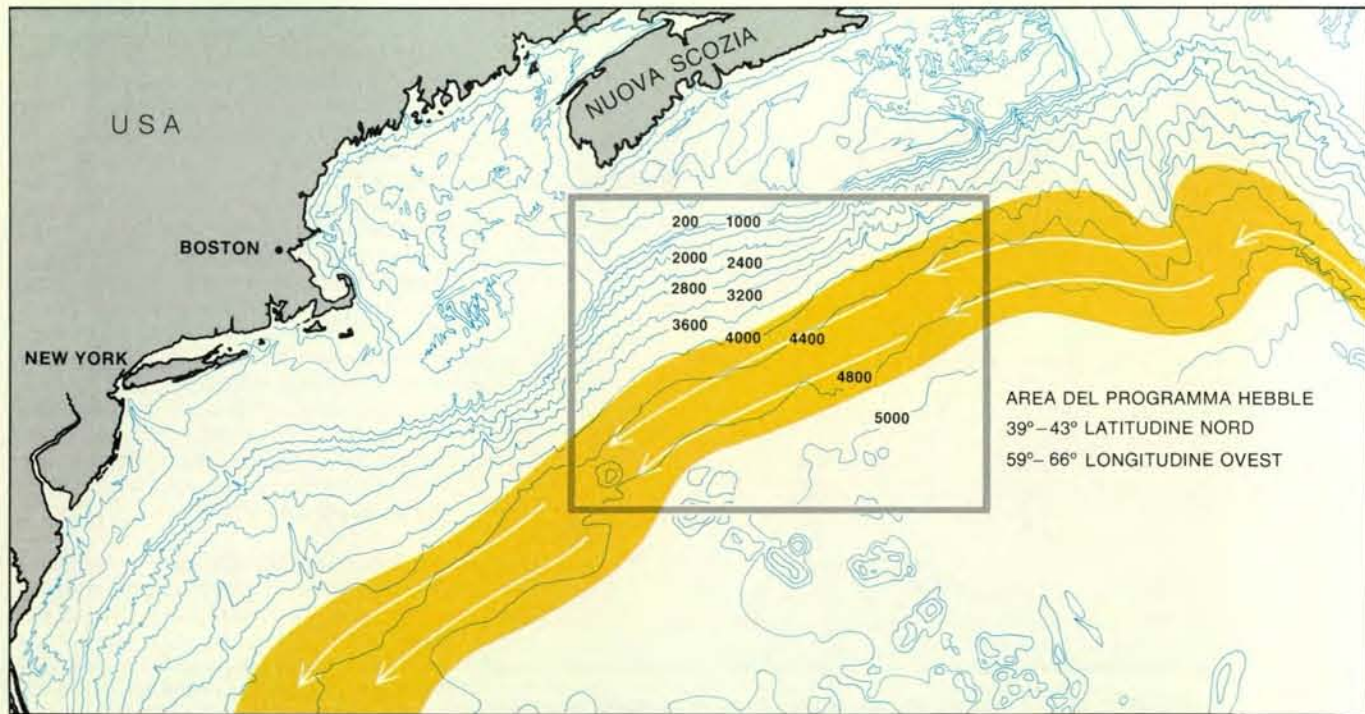 USA
NUOVA SCOZIA
BOSTON
NEW YORK
200 1000
2000 2400
2800 3200
3600
4000 4400
4800
5000
AREA DEL PROGRAMMA HEBBLE
39°–43° LATITUDINE NORD
59°–66° LONGITUDINE OVEST